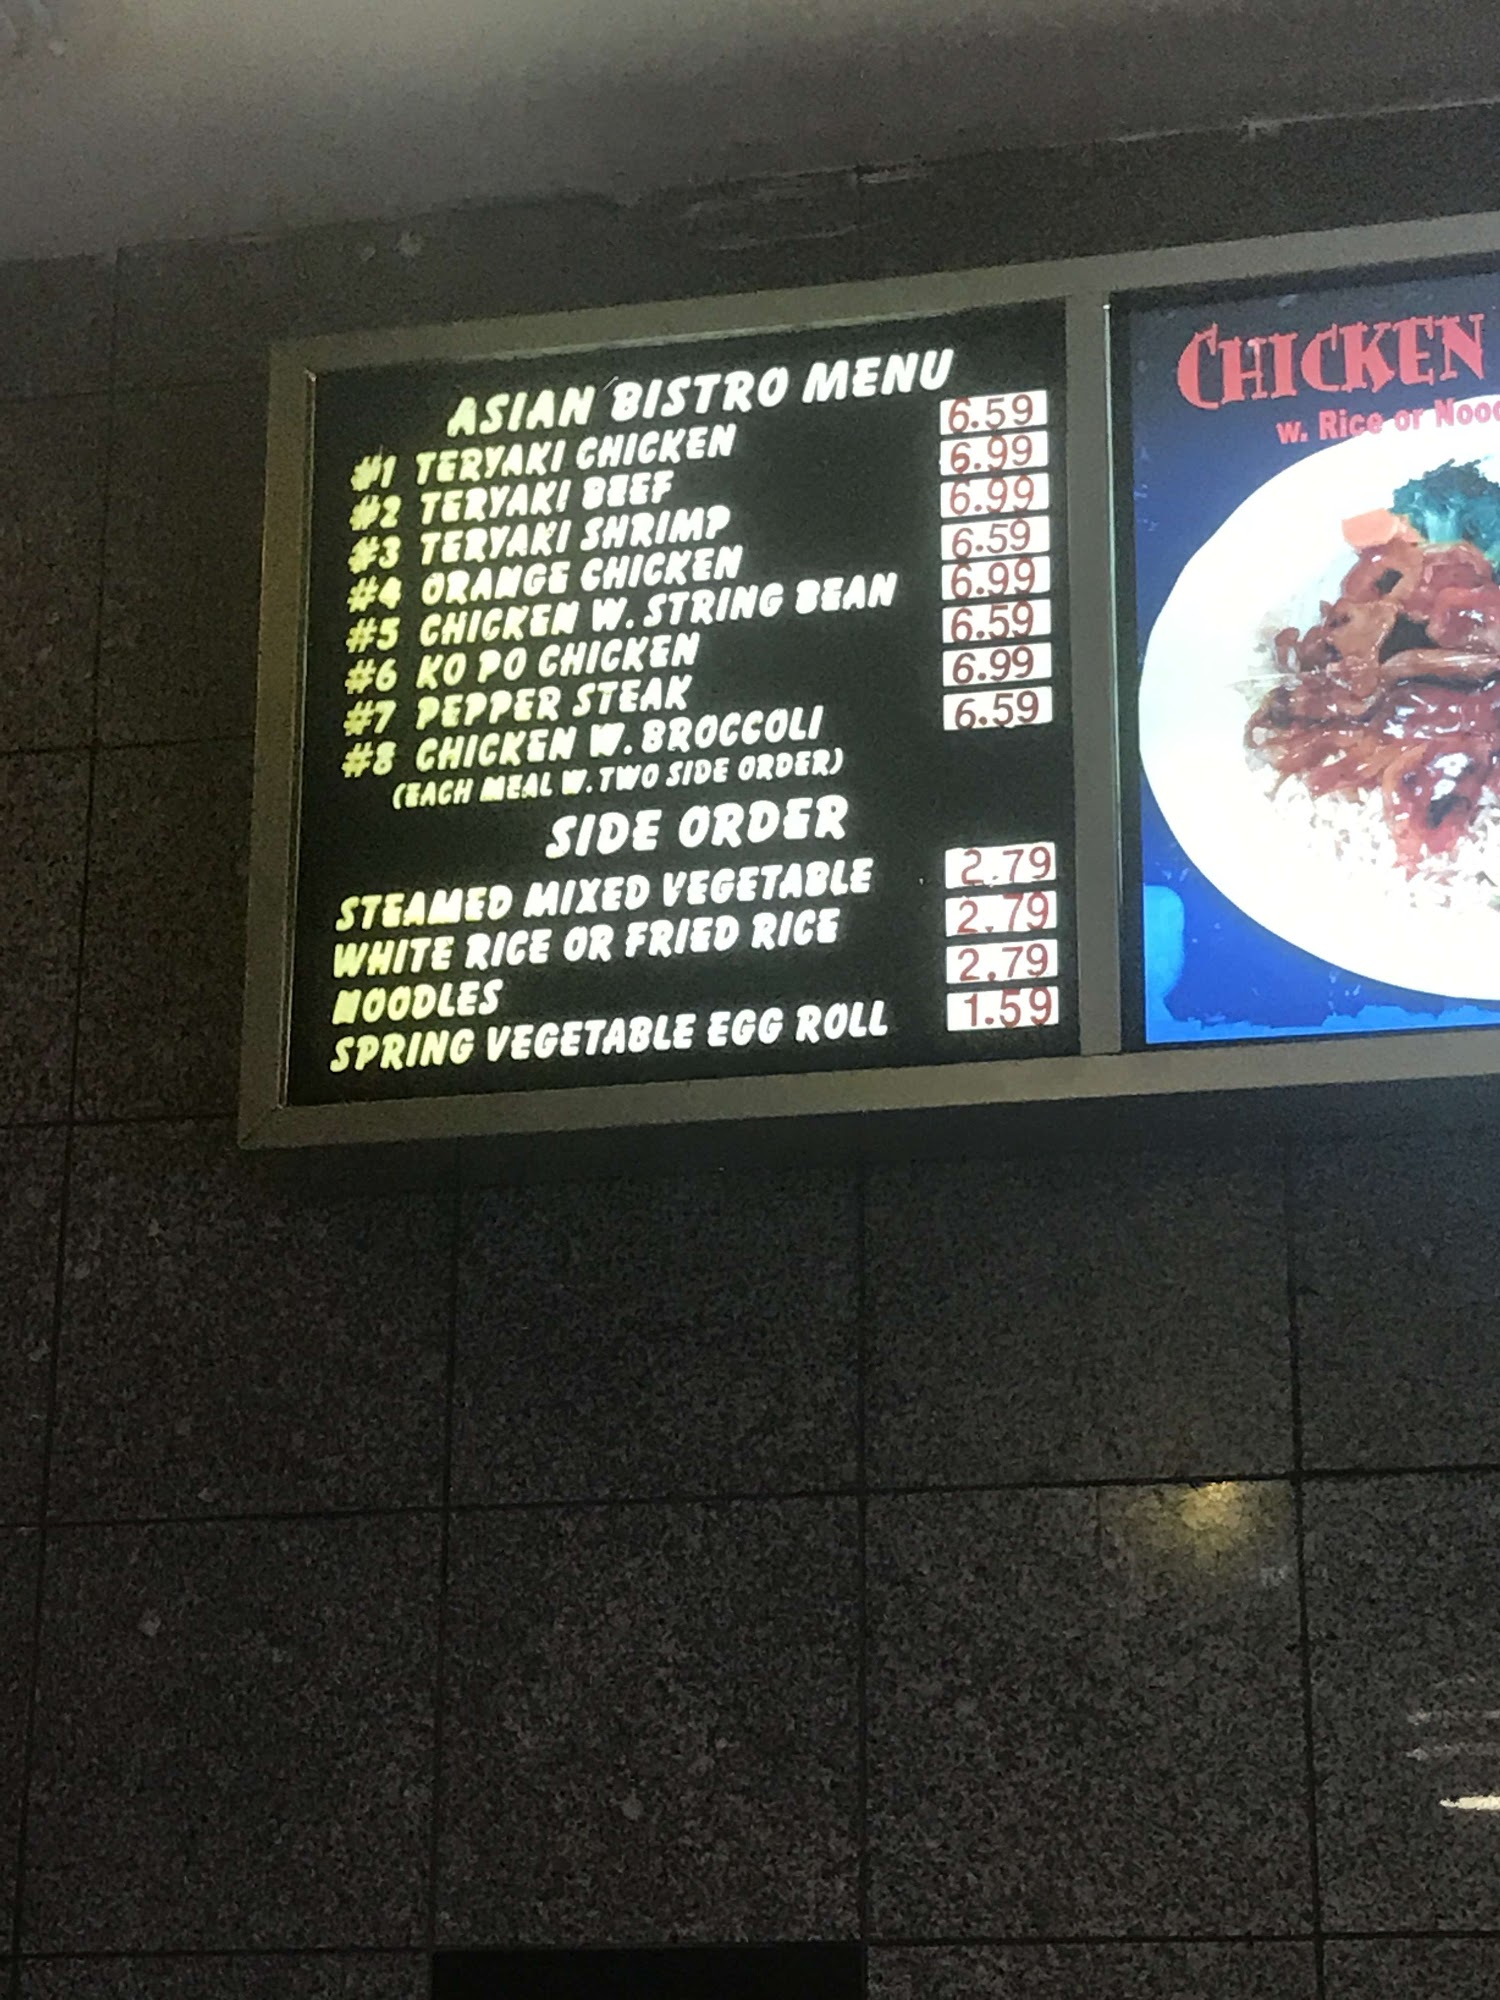 ASIAN BISTRO MENU
#1 TERYAKI CHICKEN 6.59
#2 TERYAKI BEEF 6.99
#3 TERYAKI SHRIMP 6.99
#4 ORANGE CHICKEN 6.59
#5 CHICKEN W. STRING BEAN 6.99
#6 KO PO CHICKEN 6.59
#7 PEPPER STEAK 6.99
#8 CHICKEN W. BROCCOLI 6.59
(EACH MEAL W. TWO SIDE ORDER)
SIDE ORDER
STEAMED MIXED VEGETABLE 2.79
WHITE RICE OR FRIED RICE 2.79
NOODLES 2.79
SPRING VEGETABLE EGG ROLL 1.59
CHICKEN
w. Rice or